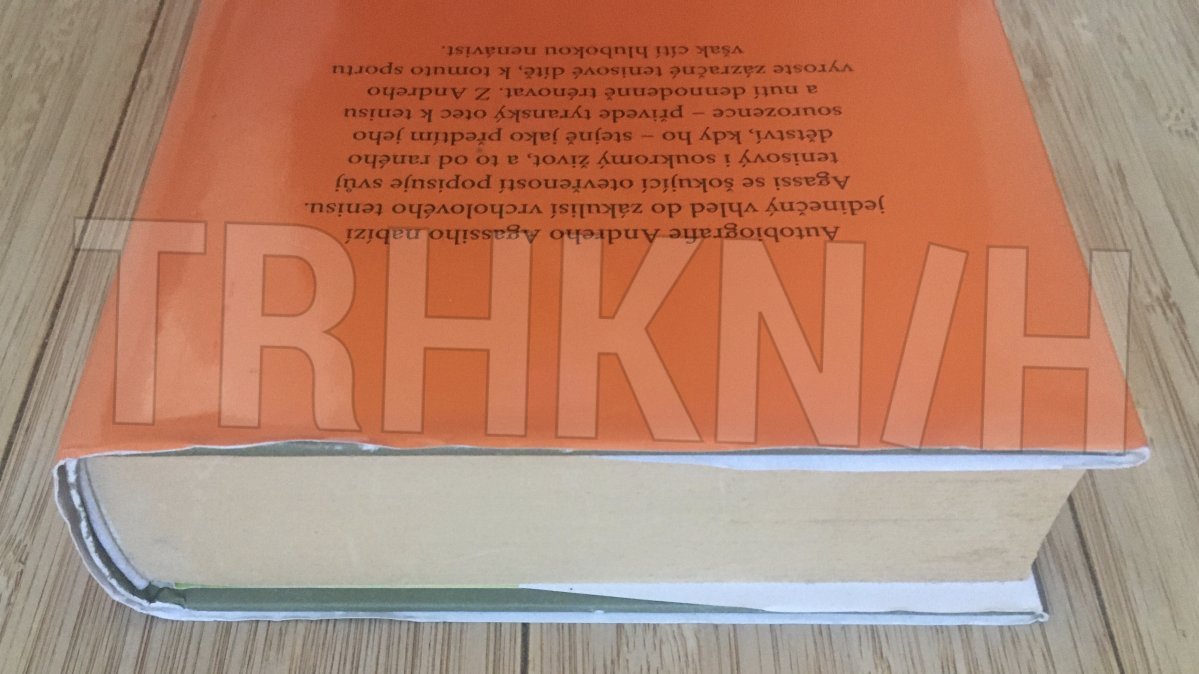 Autobiografie Andreho Agassiho nabízí
jedinečný vhled do zákulisí vrcholového tenisu.
Agassi se šokující otevřeností popisuje svůj
tenisový i soukromý život, a to od raného
dětství, kdy ho – stejně jako předtím jeho
sourozence – přivede tyranský otec k tenisu
a nutí dennodenně trénovat. Z Andreho
vyroste zázračné tenisové dítě, k tomuto sportu
však cítí hlubokou nenávist.
TRHKN/H